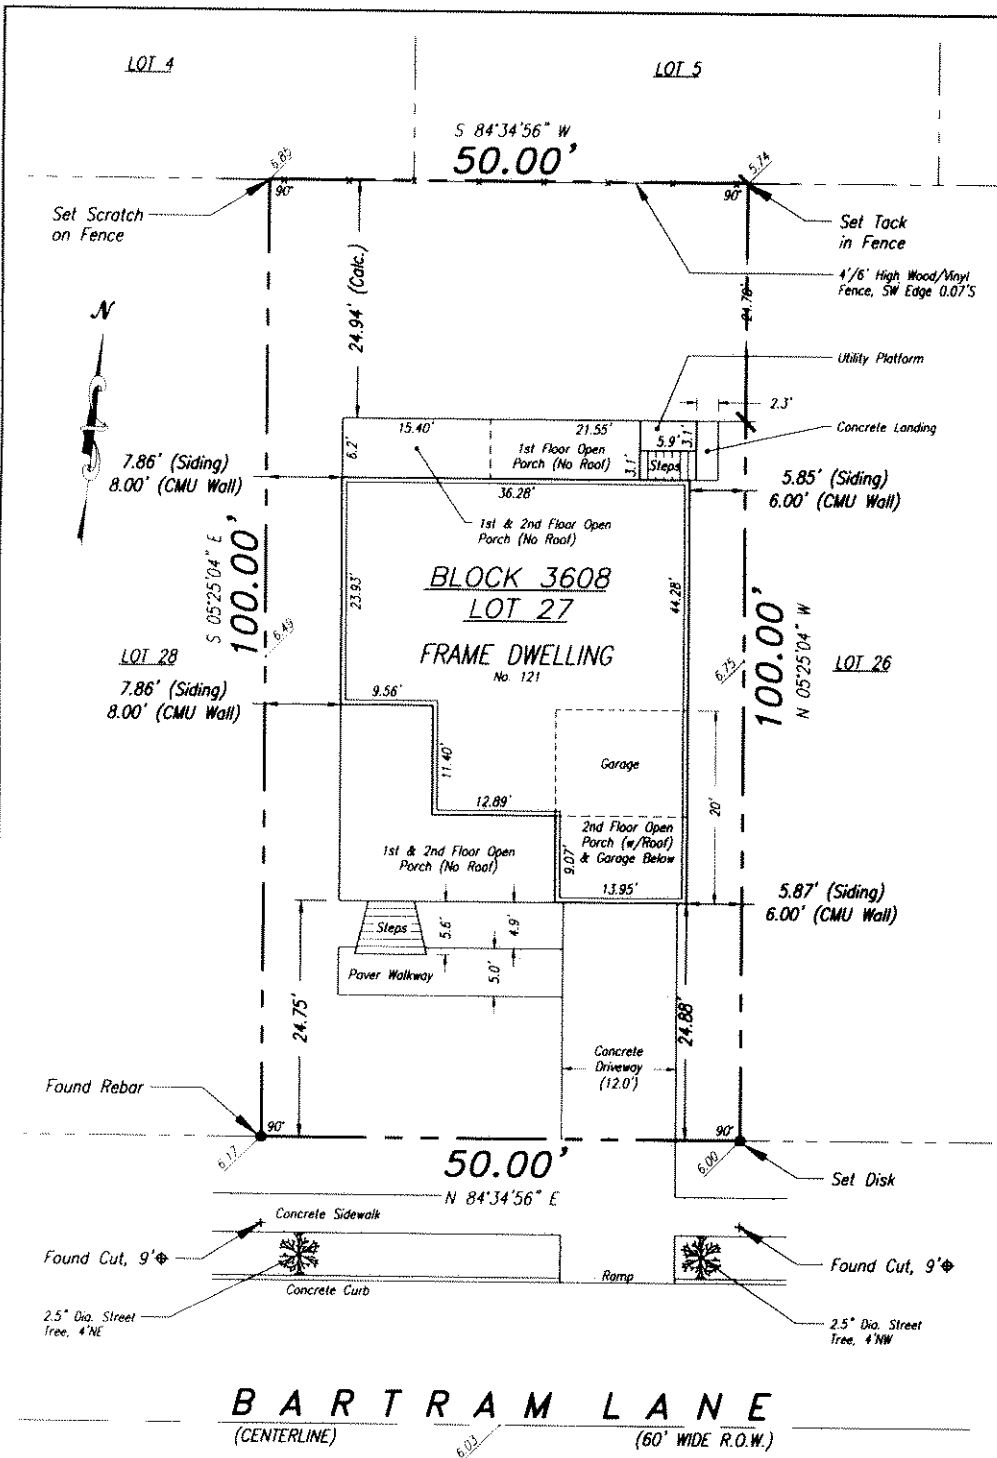 LOT 4
LOT 5
S 84°34'56" W
50.00'
6.85
5.74
90°
90°
Set Scratch
on Fence
Set Tack
in Fence
4'/6' High Wood/Vinyl
Fence, SW Edge 0.07'S
24.94' (Calc.)
24.78'
N
Utility Platform
2.3'
Concrete Landing
15.40'
21.55'
5.9'
3.1'
6.2'
1st Floor Open
Porch (No Roof)
3.1'
Steps
7.86' (Siding)
8.00' (CMU Wall)
5.85' (Siding)
6.00' (CMU Wall)
36.28'
1st & 2nd Floor Open
Porch (No Roof)
S 05°25'04" E
100.00'
23.93'
BLOCK 3608
LOT 27
44.28'
6.49
FRAME DWELLING
No. 121
LOT 28
LOT 26
6.75
100.00'
N 05°25'04" W
7.86' (Siding)
8.00' (CMU Wall)
9.56'
11.40'
Garage
12.89'
20'
2nd Floor Open
Porch (w/Roof)
& Garage Below
9.07'
1st & 2nd Floor Open
Porch (No Roof)
13.95'
5.87' (Siding)
6.00' (CMU Wall)
Steps
5.6'
4.9'
Paver Walkway
5.0'
24.75'
24.88'
Concrete
Driveway
(12.0')
Found Rebar
90°
90°
6.17
6.00
50.00'
N 84°34'56" E
Set Disk
Concrete Sidewalk
Found Cut, 9'⌖
Found Cut, 9'⌖
Ramp
Concrete Curb
2.5" Dia. Street
Tree, 4'NE
2.5" Dia. Street
Tree, 4'NW
BARTRAM LANE
(CENTERLINE)
6.03
(60' WIDE R.O.W.)